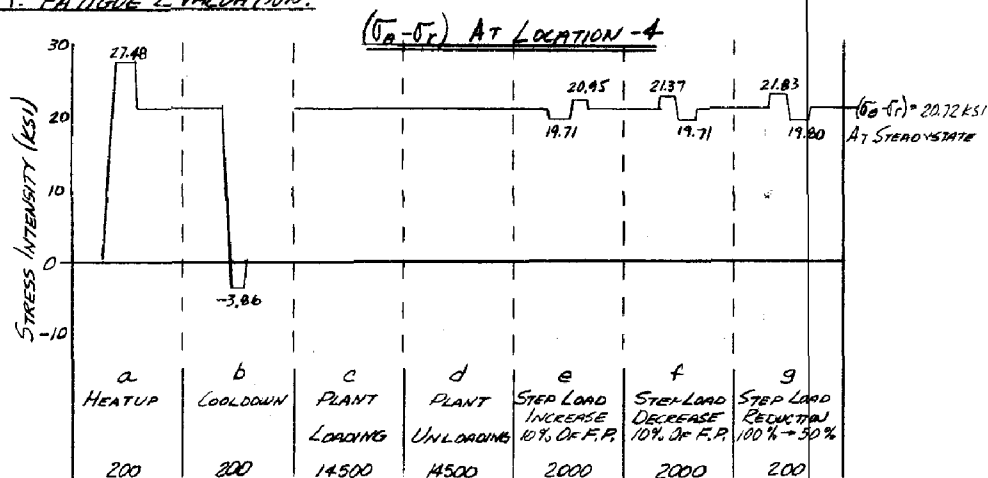 . FATIGUE EVALUATION.
(σθ-σr) AT LOCATION -4
STRESS INTENSITY (KSI)
30
20
10
0
-10
27.48
-3.86
19.71
20.95
21.37
19.71
21.83
19.80
(σθ-σr)=20.72 KSI
AT STEADYSTATE
a
HEATUP
200
b
COOLDOWN
200
c
PLANT
LOADING
14500
d
PLANT
UNLOADING
14500
e
STEP LOAD
INCREASE
10% OF F.P.
2000
f
STEP LOAD
DECREASE
10% OF F.P.
2000
g
STEP LOAD
REDUCTION
100% → 50%
200